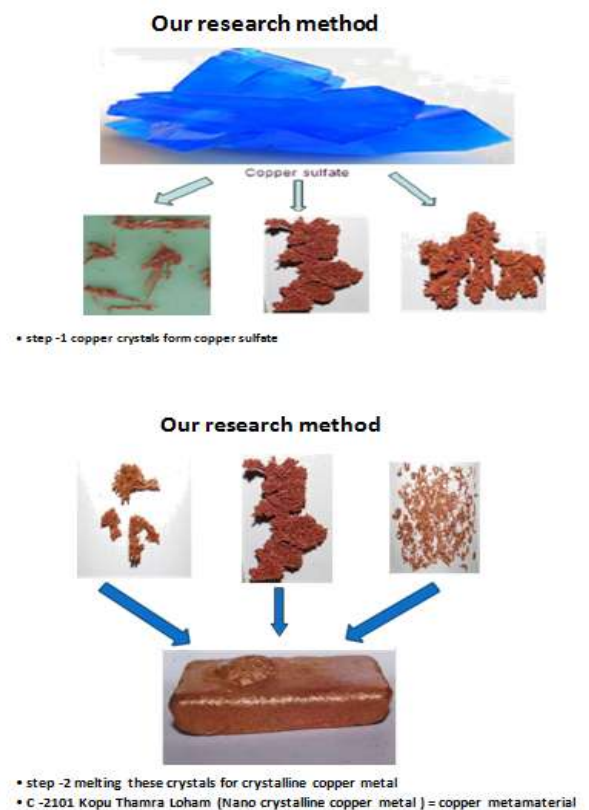 Our research method
Copper sulfate
• step -1 copper crystals form copper sulfate
Our research method
• step -2 melting these crystals for crystalline copper metal
• C -2101 Kopu Thamra Loham (Nano crystalline copper metal ) = copper metamaterial